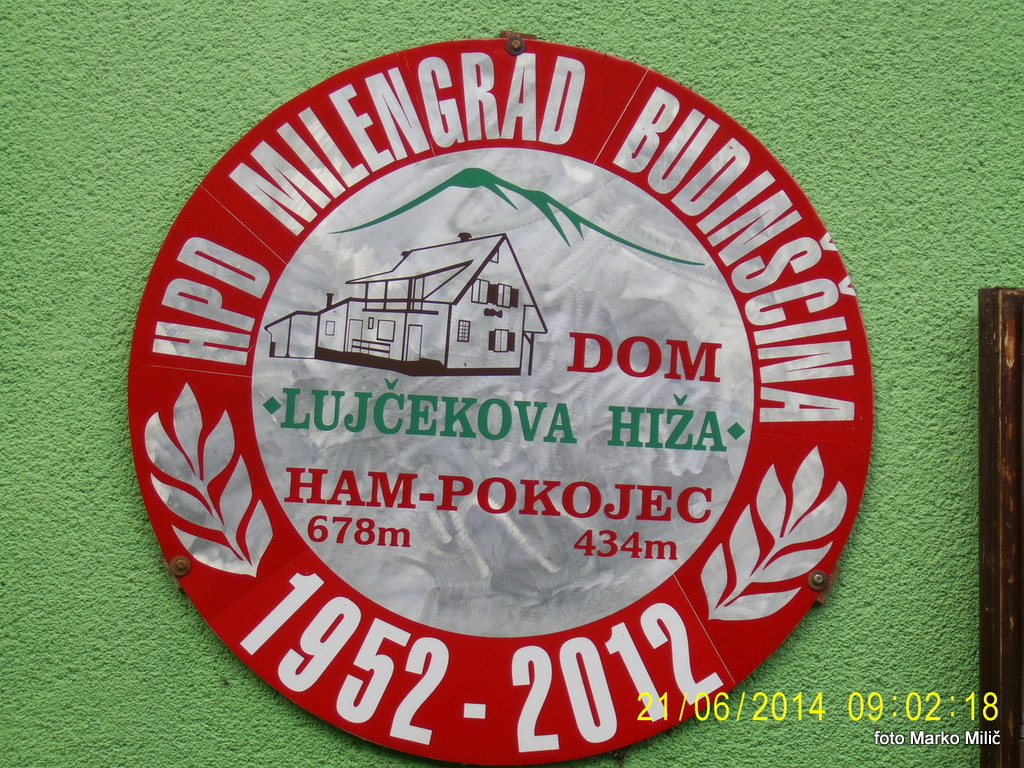 HPD MILENGRAD BUDINŠČINA
DOM
LUJČEKOVA HIŽA
HAM-POKOJEC
678m 434m
1952-2012
21/06/2014 09:02:18
foto Marko Milič